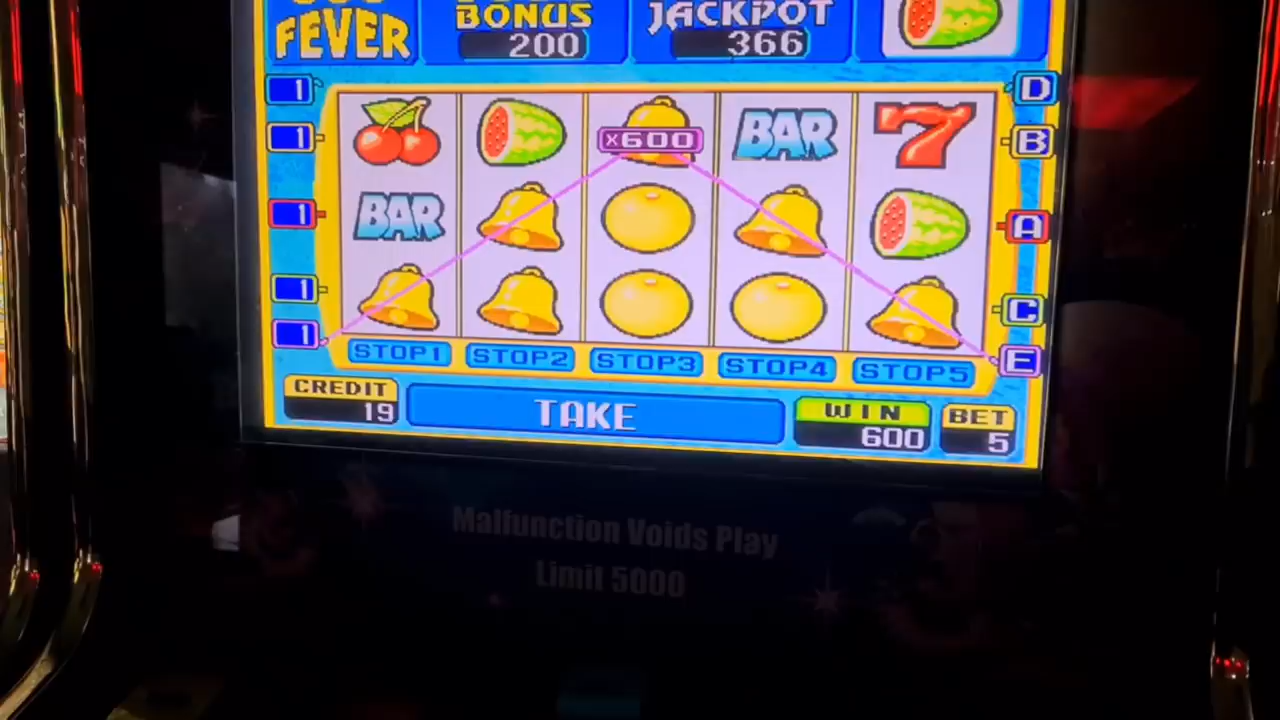 FEVER
BONUS
200
JACKPOT
366
1
D
1
x600
BAR
7
B
BAR
1
A
1
C
1
E
STOP1 STOP2 STOP3 STOP4 STOP5
CREDIT
19
TAKE
WIN
600
BET
5
Malfunction Voids Play
Limit 5000